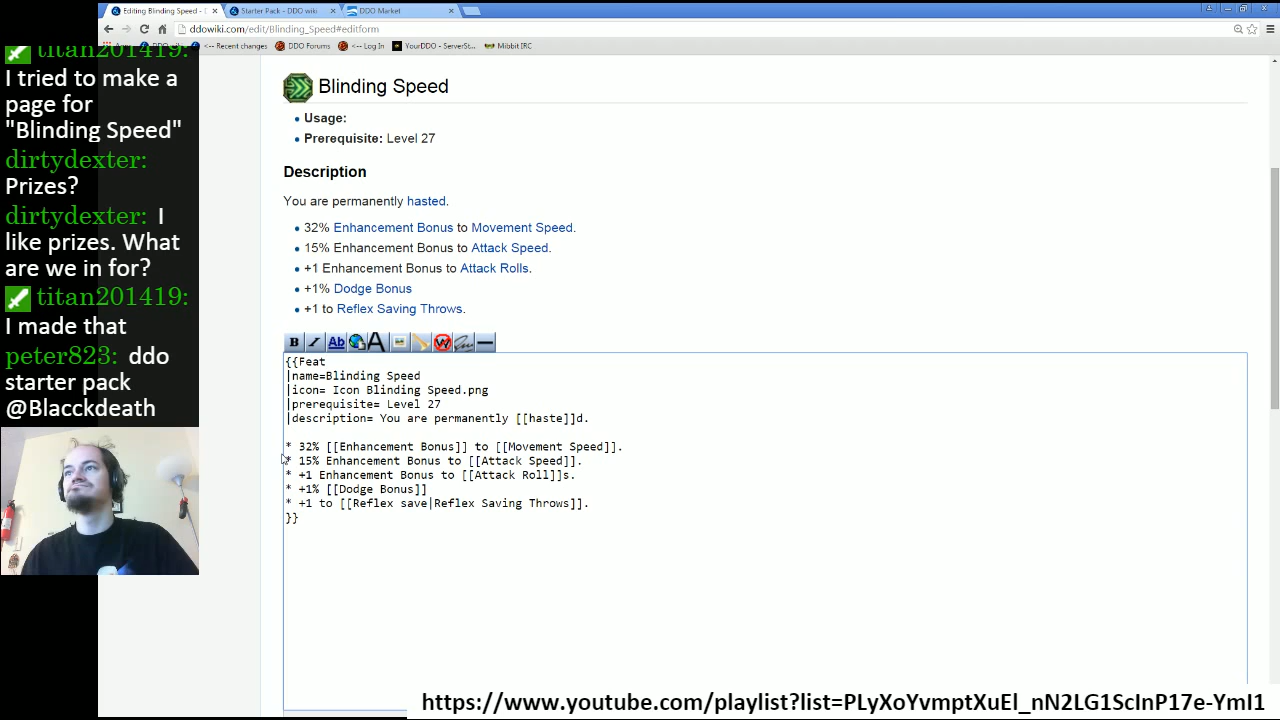 Editing Blinding Speed - D
Starter Pack - DDO wiki
DDO Market
ddowiki.com/edit/Blinding_Speed#editform
<-- Recent changes
DDO Forums
<-- Log In
YourDDO - ServerSt...
Mibbit IRC
titan201419:
I tried to make a
page for
"Blinding Speed"
dirtydexter:
Prizes?
dirtydexter: I
like prizes. What
are we in for?
titan201419:
I made that
peter823: ddo
starter pack
@Blacckdeath
Blinding Speed
Usage:
Prerequisite: Level 27
Description
You are permanently hasted.
32% Enhancement Bonus to Movement Speed.
15% Enhancement Bonus to Attack Speed.
+1 Enhancement Bonus to Attack Rolls.
+1% Dodge Bonus
+1 to Reflex Saving Throws.
B I Ab A
{{Feat
|name=Blinding Speed
|icon= Icon Blinding Speed.png
|prerequisite= Level 27
|description= You are permanently [[haste]]d.
* 32% [[Enhancement Bonus]] to [[Movement Speed]].
* 15% Enhancement Bonus to [[Attack Speed]].
* +1 Enhancement Bonus to [[Attack Roll]]s.
* +1% [[Dodge Bonus]]
* +1 to [[Reflex save|Reflex Saving Throws]].
}}
https://www.youtube.com/playlist?list=PLyXoYvmptXuEl_nN2LG1ScInP17e-YmI1